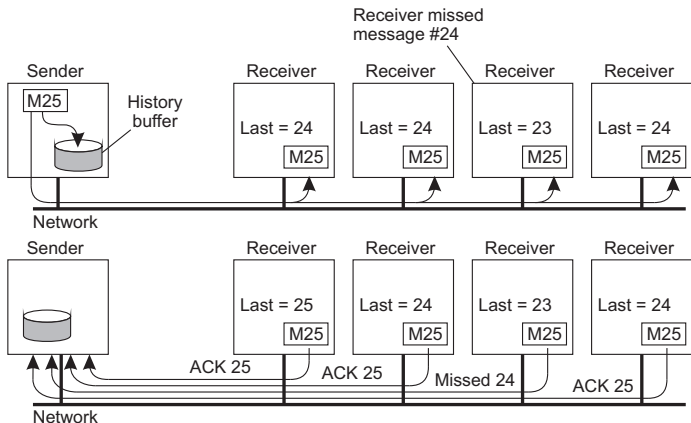 Receiver missed
message #24
Sender
Receiver
Receiver
Receiver
Receiver
M25
History
buffer
Last = 24
Last = 24
Last = 23
Last = 24
M25
M25
M25
M25
Network
Sender
Receiver
Receiver
Receiver
Receiver
Last = 25
Last = 24
Last = 23
Last = 24
M25
M25
M25
M25
ACK 25
ACK 25
Missed 24
ACK 25
Network